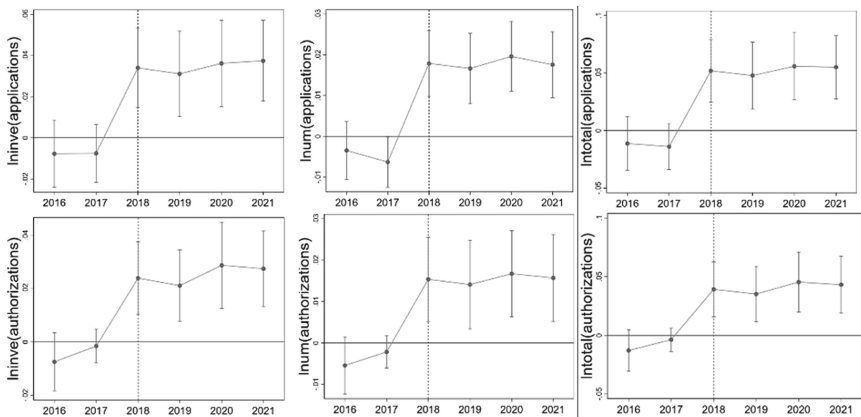 lninve(applications)
.06
.04
.02
0
-.02
2016 2017 2018 2019 2020 2021
lnum(applications)
.03
.02
.01
0
-.01
2016 2017 2018 2019 2020 2021
lntotal(applications)
.1
.05
0
-.05
2016 2017 2018 2019 2020 2021
lninve(authorizations)
.04
.02
0
-.02
2016 2017 2018 2019 2020 2021
lnum(authorizations)
.03
.02
.01
0
-.01
2016 2017 2018 2019 2020 2021
lntotal(authorizations)
.1
.05
0
-.05
2016 2017 2018 2019 2020 2021